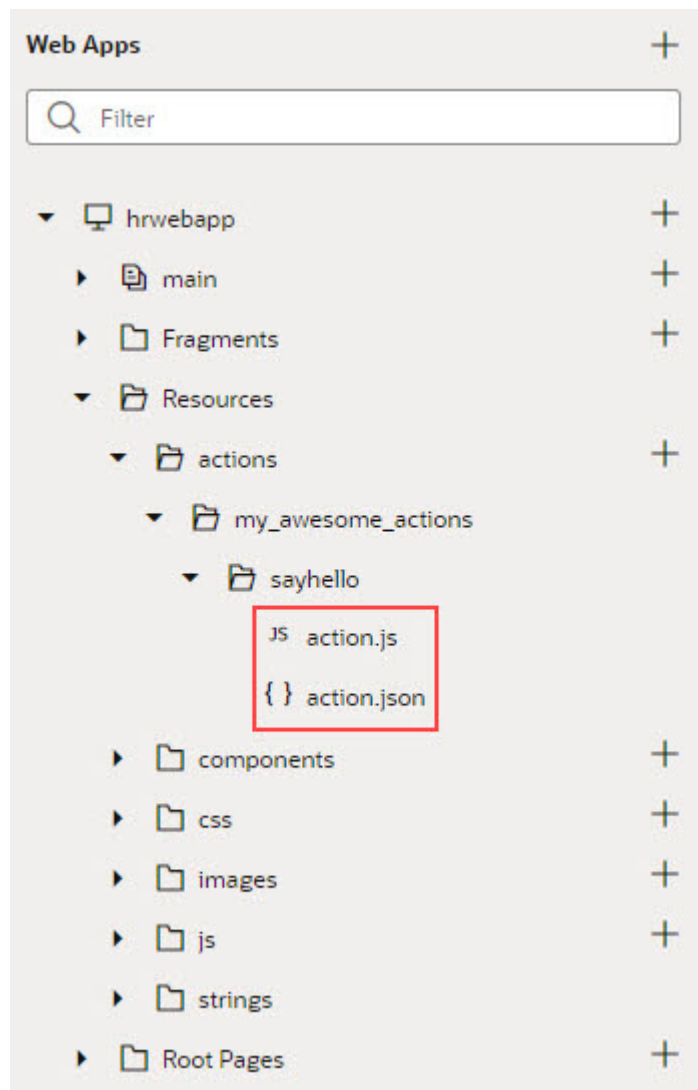 Web Apps
Filter
hrwebapp
main
Fragments
Resources
actions
my_awesome_actions
sayhello
JS action.js
{ } action.json
components
css
images
js
strings
Root Pages